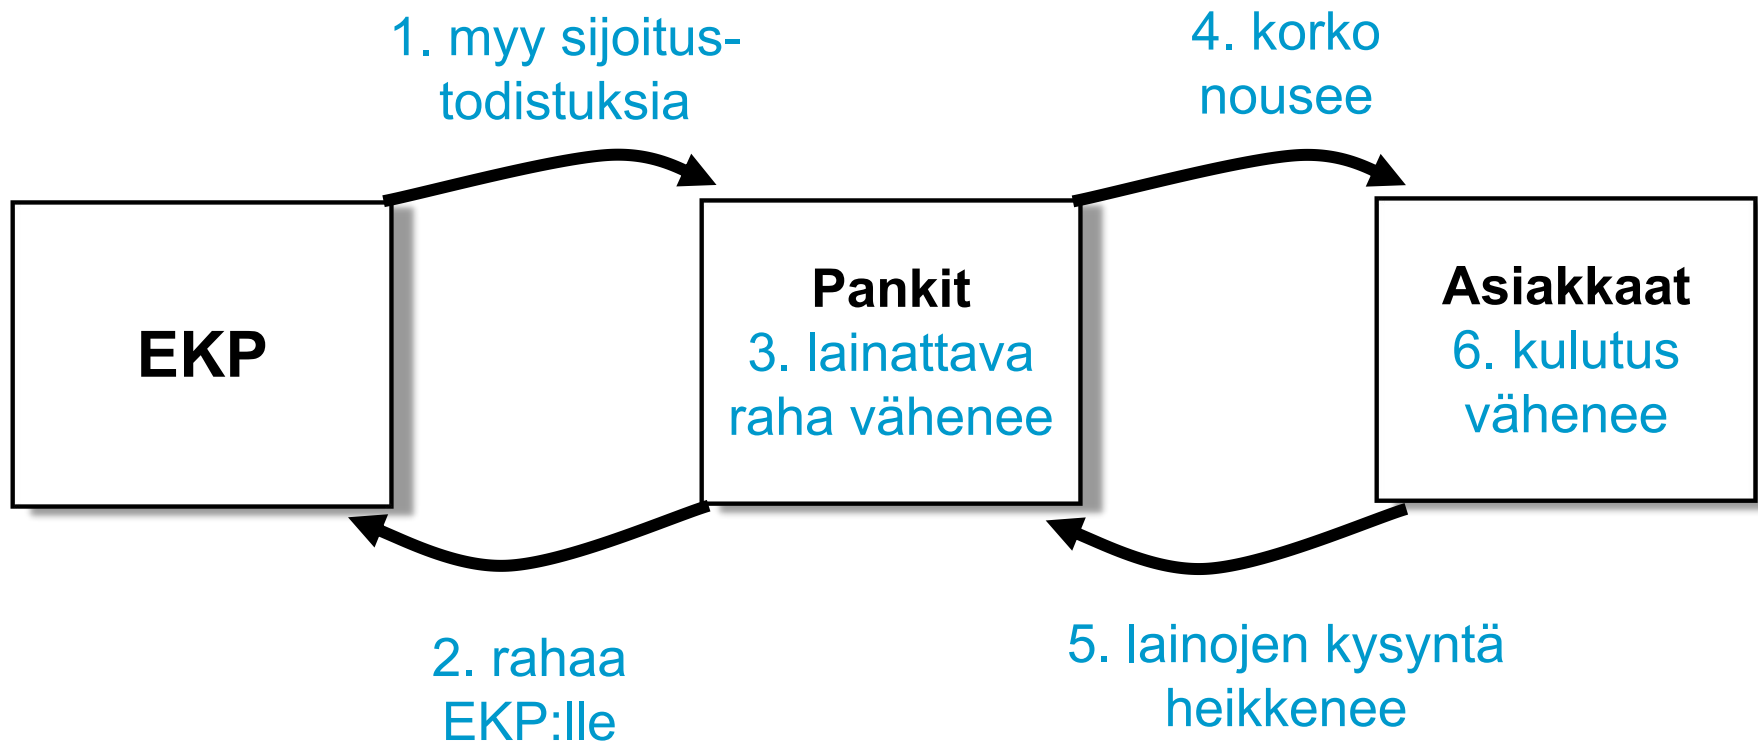 1. myy sijoitus-
todistuksia
4. korko
nousee
EKP
Pankit
3. lainattava
raha vähenee
Asiakkaat
6. kulutus
vähenee
2. rahaa
EKP:lle
5. lainojen kysyntä
heikkenee